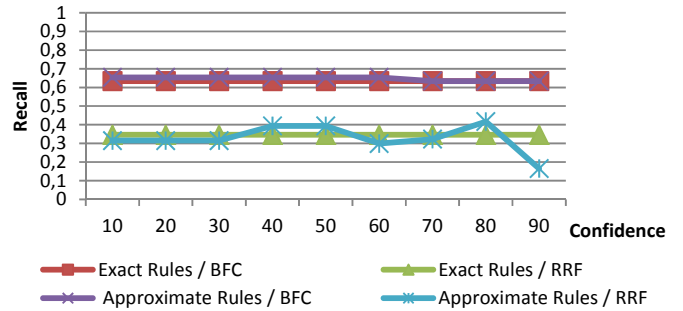 1
0,9
0,8
0,7
0,6
0,5
0,4
0,3
0,2
0,1
0
Recall
10 20 30 40 50 60 70 80 90
Confidence
Exact Rules / BFC
Exact Rules / RRF
Approximate Rules / BFC
Approximate Rules / RRF